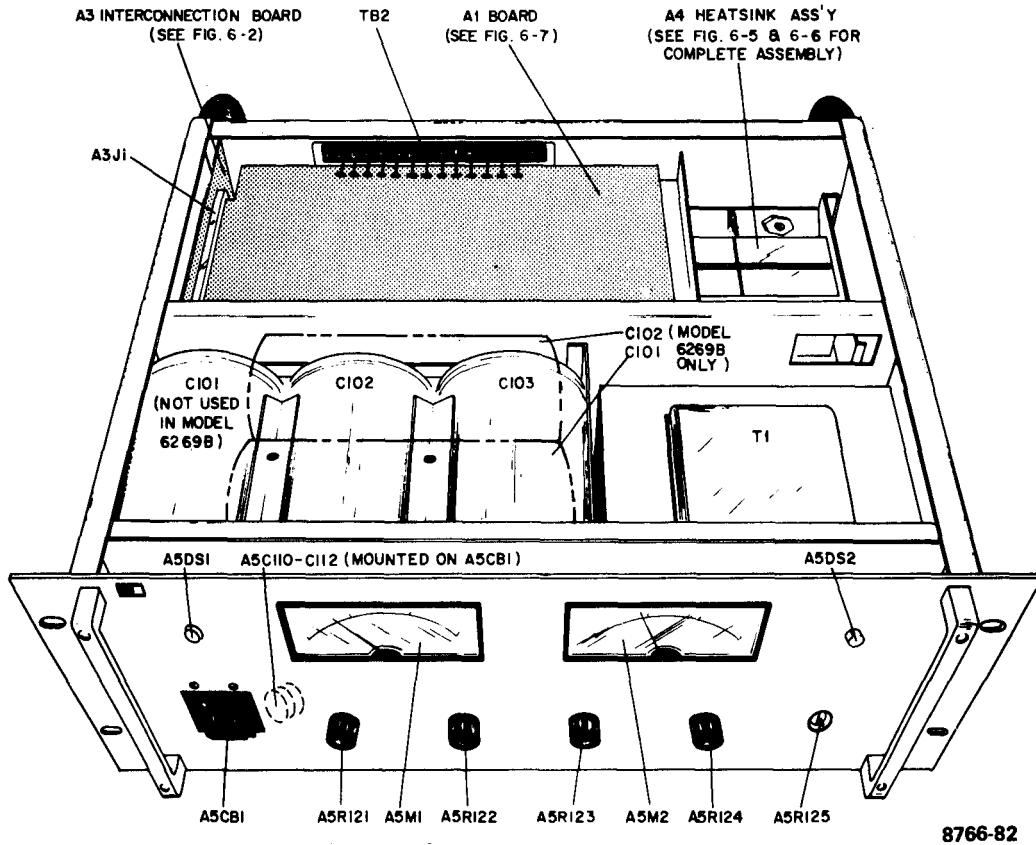 A3 INTERCONNECTION BOARD
(SEE FIG. 6-2)
TB2
A1 BOARD
(SEE FIG. 6-7)
A4 HEATSINK ASS'Y
(SEE FIG. 6-5 & 6-6 FOR
COMPLETE ASSEMBLY)
A3J1
C102 (MODEL
C101 6269B
ONLY)
C101
(NOT USED
IN MODEL
6269B)
C102
C103
T1
A5DS1
A5C110-C112 (MOUNTED ON A5CB1)
A5DS2
A5CB1
A5R121
A5M1
A5R122
A5R123
A5M2
A5R124
A5R125
8766-82